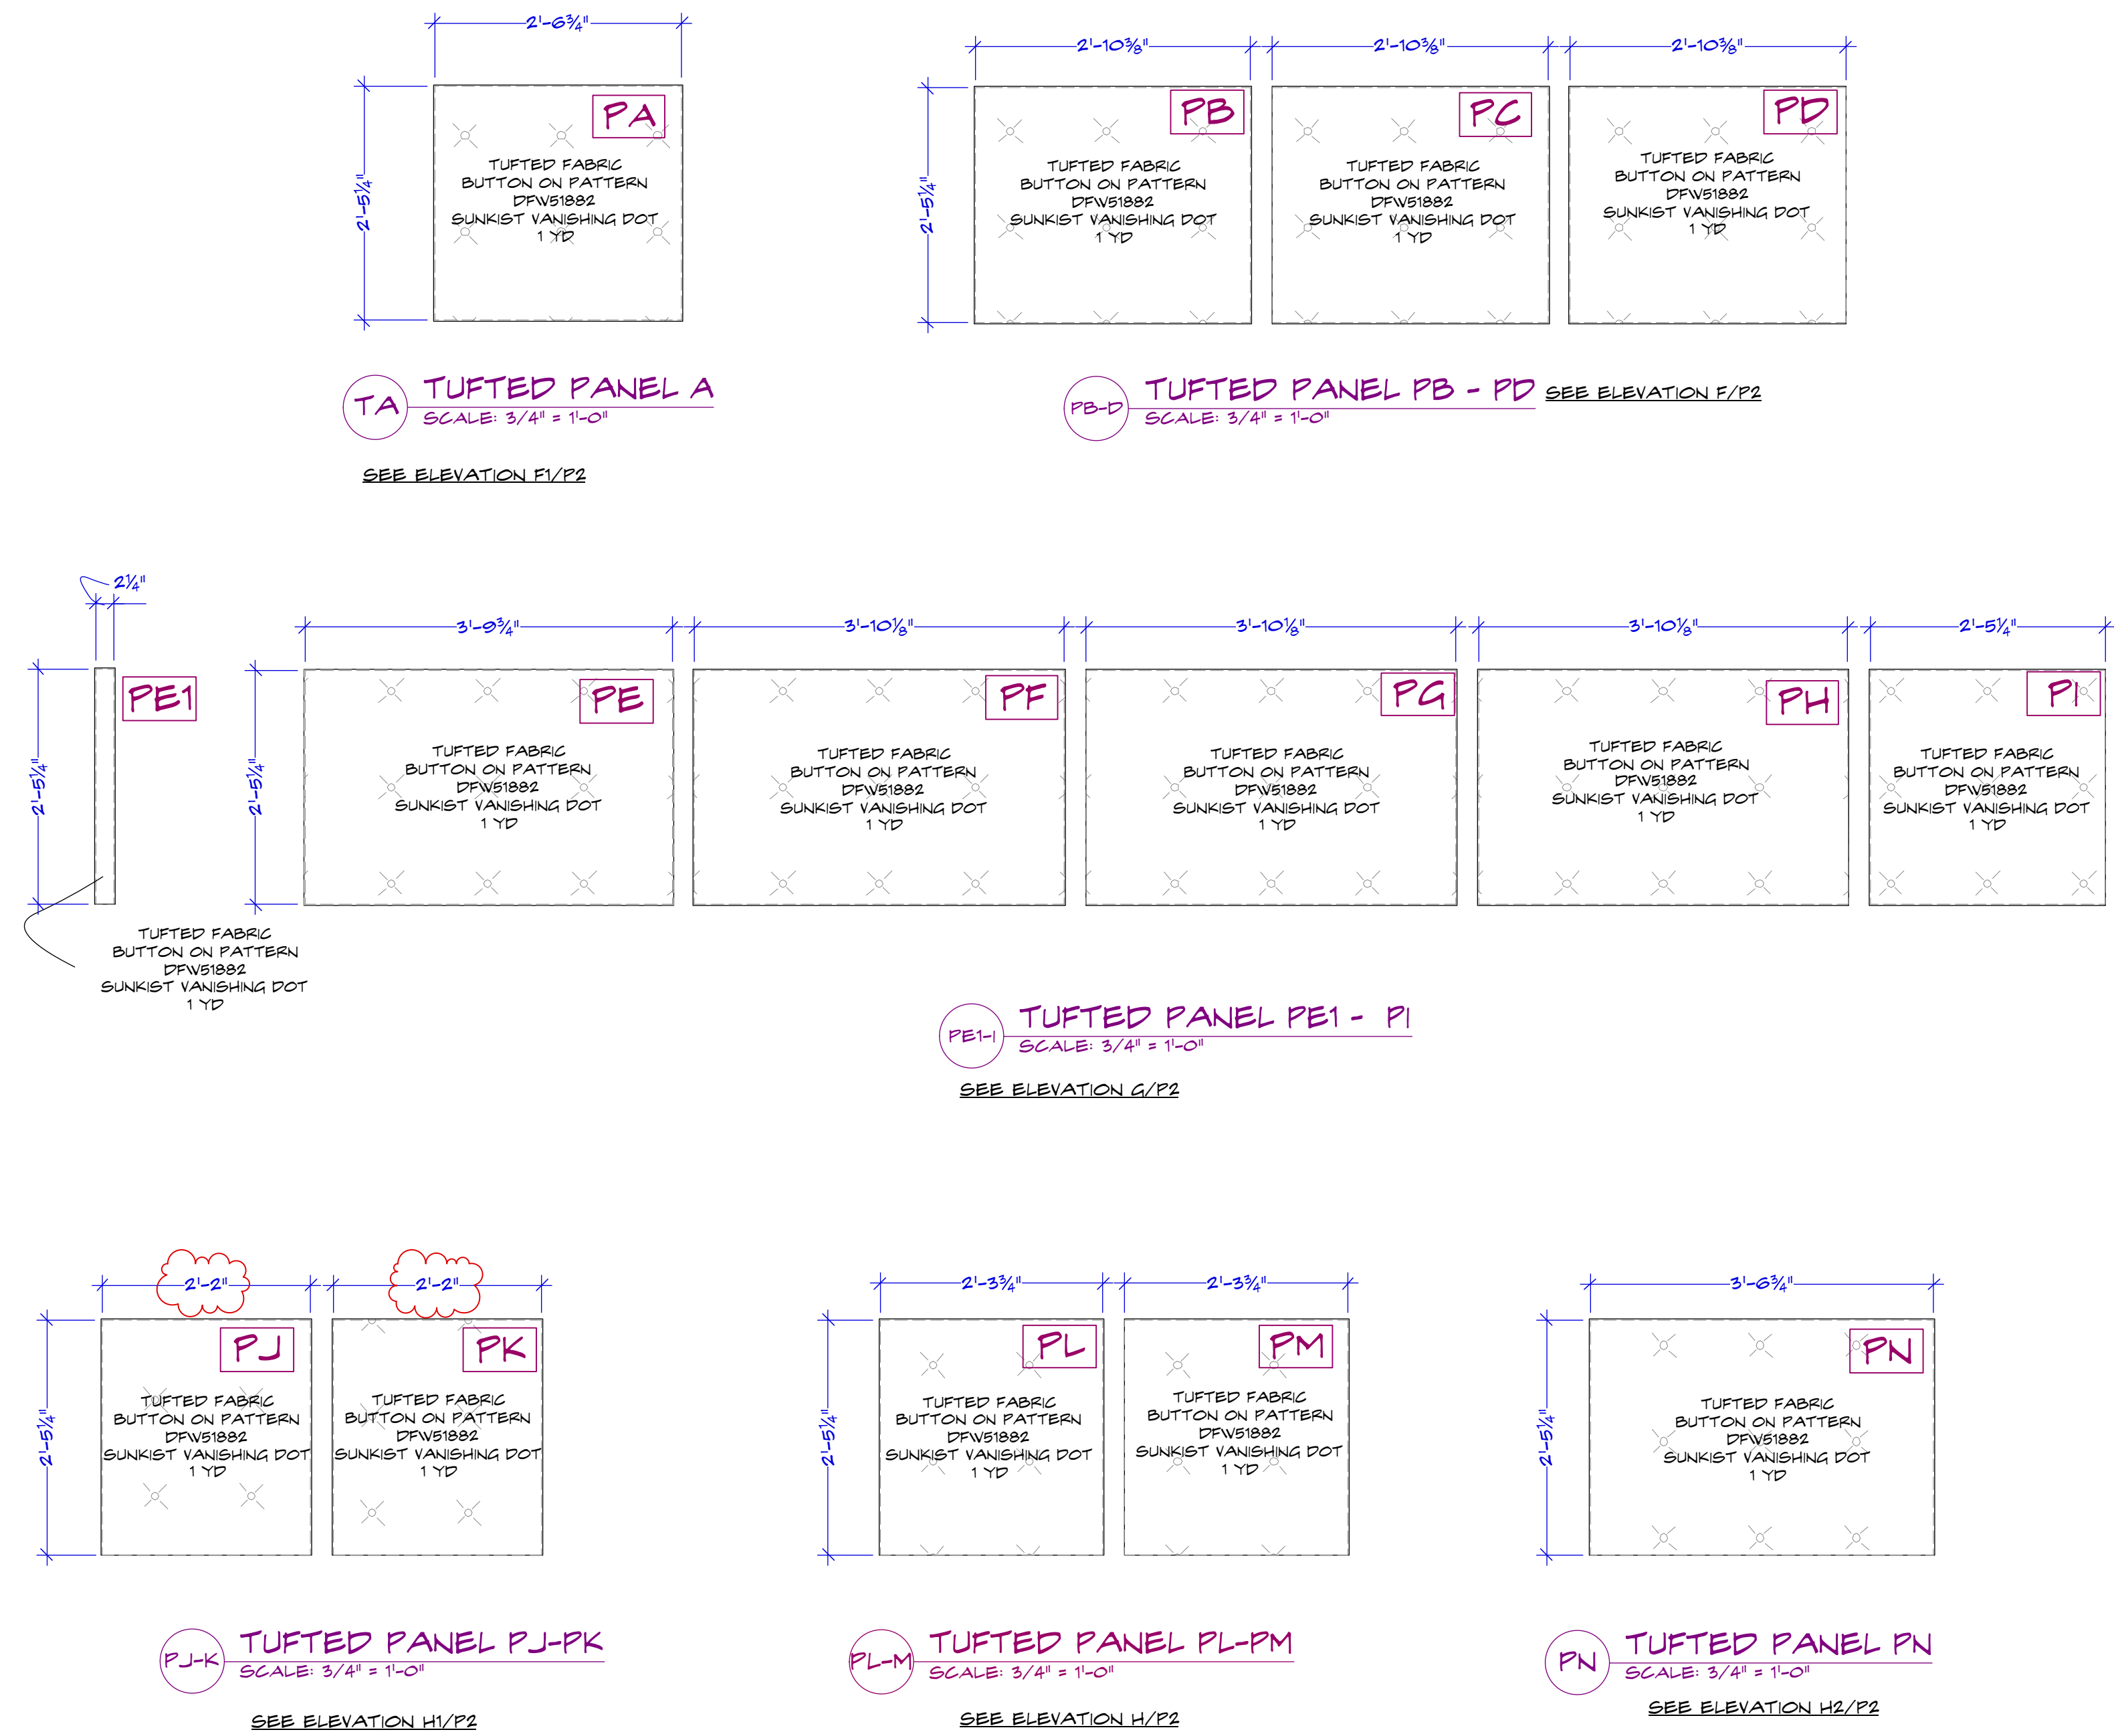 2'-6¾"
2'-5¼"
PA
TUFTED FABRIC
BUTTON ON PATTERN
DFW51882
SUNKIST VANISHING DOT
1 YD
TA
TUFTED PANEL A
SCALE: 3/4" = 1'-0"
SEE ELEVATION F1/P2
2'-10⅜"
2'-10⅜"
2'-10⅜"
2'-5¼"
PB
TUFTED FABRIC
BUTTON ON PATTERN
DFW51882
SUNKIST VANISHING DOT
1 YD
PC
TUFTED FABRIC
BUTTON ON PATTERN
DFW51882
SUNKIST VANISHING DOT
1 YD
PD
TUFTED FABRIC
BUTTON ON PATTERN
DFW51882
SUNKIST VANISHING DOT
1 YD
PB-D
TUFTED PANEL PB - PD
SCALE: 3/4" = 1'-0"
SEE ELEVATION F/P2
2¼"
2'-5¼"
PE1
TUFTED FABRIC
BUTTON ON PATTERN
DFW51882
SUNKIST VANISHING DOT
1 YD
3'-9¾"
2'-5¼"
PE
TUFTED FABRIC
BUTTON ON PATTERN
DFW51882
SUNKIST VANISHING DOT
1 YD
3'-10⅛"
PF
TUFTED FABRIC
BUTTON ON PATTERN
DFW51882
SUNKIST VANISHING DOT
1 YD
3'-10⅛"
PG
TUFTED FABRIC
BUTTON ON PATTERN
DFW51882
SUNKIST VANISHING DOT
1 YD
3'-10⅛"
PH
TUFTED FABRIC
BUTTON ON PATTERN
DFW51882
SUNKIST VANISHING DOT
1 YD
2'-5¼"
PI
TUFTED FABRIC
BUTTON ON PATTERN
DFW51882
SUNKIST VANISHING DOT
1 YD
PE1-I
TUFTED PANEL PE1 - PI
SCALE: 3/4" = 1'-0"
SEE ELEVATION G/P2
2'-2"
2'-2"
2'-5¼"
PJ
TUFTED FABRIC
BUTTON ON PATTERN
DFW51882
SUNKIST VANISHING DOT
1 YD
PK
TUFTED FABRIC
BUTTON ON PATTERN
DFW51882
SUNKIST VANISHING DOT
1 YD
PJ-K
TUFTED PANEL PJ-PK
SCALE: 3/4" = 1'-0"
SEE ELEVATION H1/P2
2'-3¾"
2'-3¾"
2'-5¼"
PL
TUFTED FABRIC
BUTTON ON PATTERN
DFW51882
SUNKIST VANISHING DOT
1 YD
PM
TUFTED FABRIC
BUTTON ON PATTERN
DFW51882
SUNKIST VANISHING DOT
1 YD
PL-M
TUFTED PANEL PL-PM
SCALE: 3/4" = 1'-0"
SEE ELEVATION H/P2
3'-6¾"
2'-5¼"
PN
TUFTED FABRIC
BUTTON ON PATTERN
DFW51882
SUNKIST VANISHING DOT
1 YD
PN
TUFTED PANEL PN
SCALE: 3/4" = 1'-0"
SEE ELEVATION H2/P2